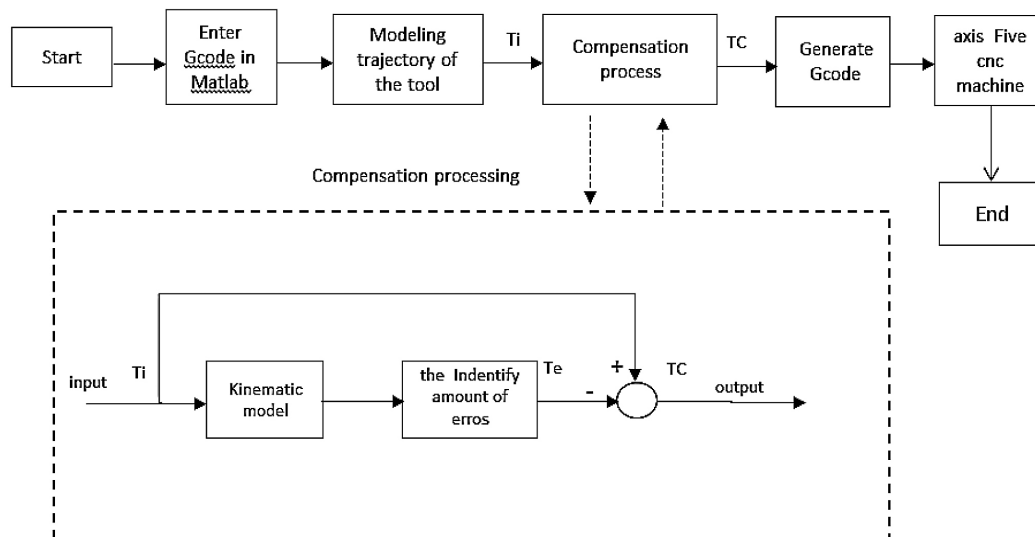 Start
Enter
Gcode in
Matlab
Modeling
trajectory of
the tool
Ti
Compensation
process
TC
Generate
Gcode
axis Five
cnc
machine
End
Compensation processing
input
Ti
Kinematic
model
the Indentify
amount of
erros
Te
+
-
TC
output